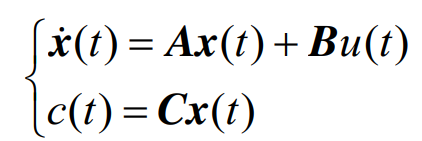 ẋ(t) = Ax(t) + Bu(t)
c(t) = Cx(t)